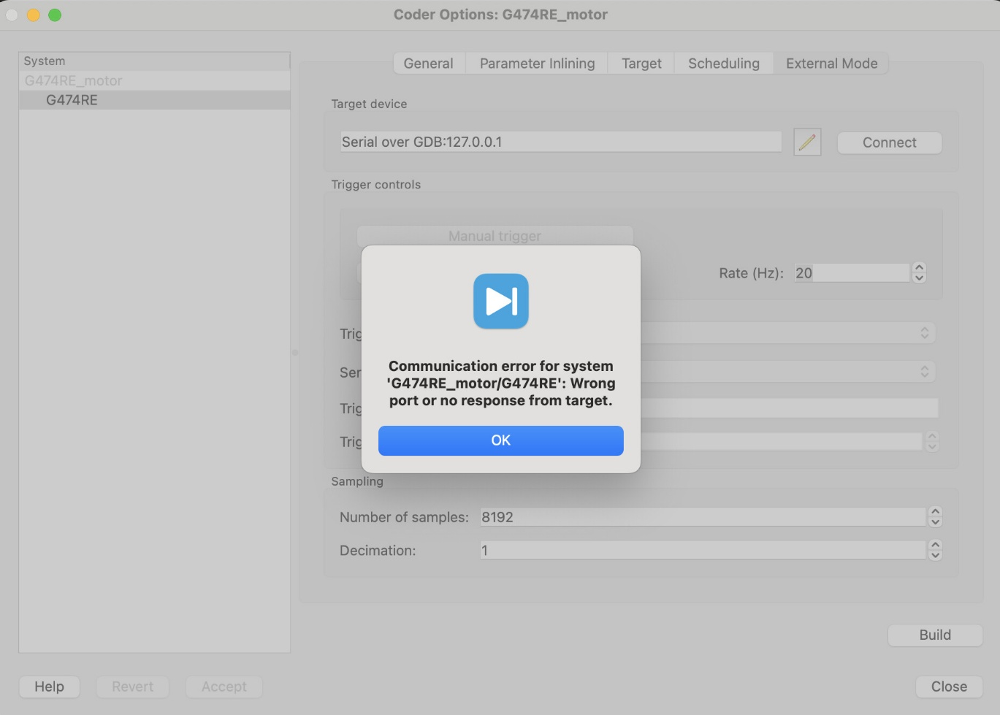 Coder Options: G474RE_motor
System
G474RE_motor
G474RE
General
Parameter Inlining
Target
Scheduling
External Mode
Target device
Serial over GDB:127.0.0.1
Connect
Trigger controls
Manual trigger
Rate (Hz):
20
Trig
Ser
Trig
Trig
Communication error for system
'G474RE_motor/G474RE': Wrong
port or no response from target.
OK
Sampling
Number of samples:
8192
Decimation:
1
Build
Help
Revert
Accept
Close